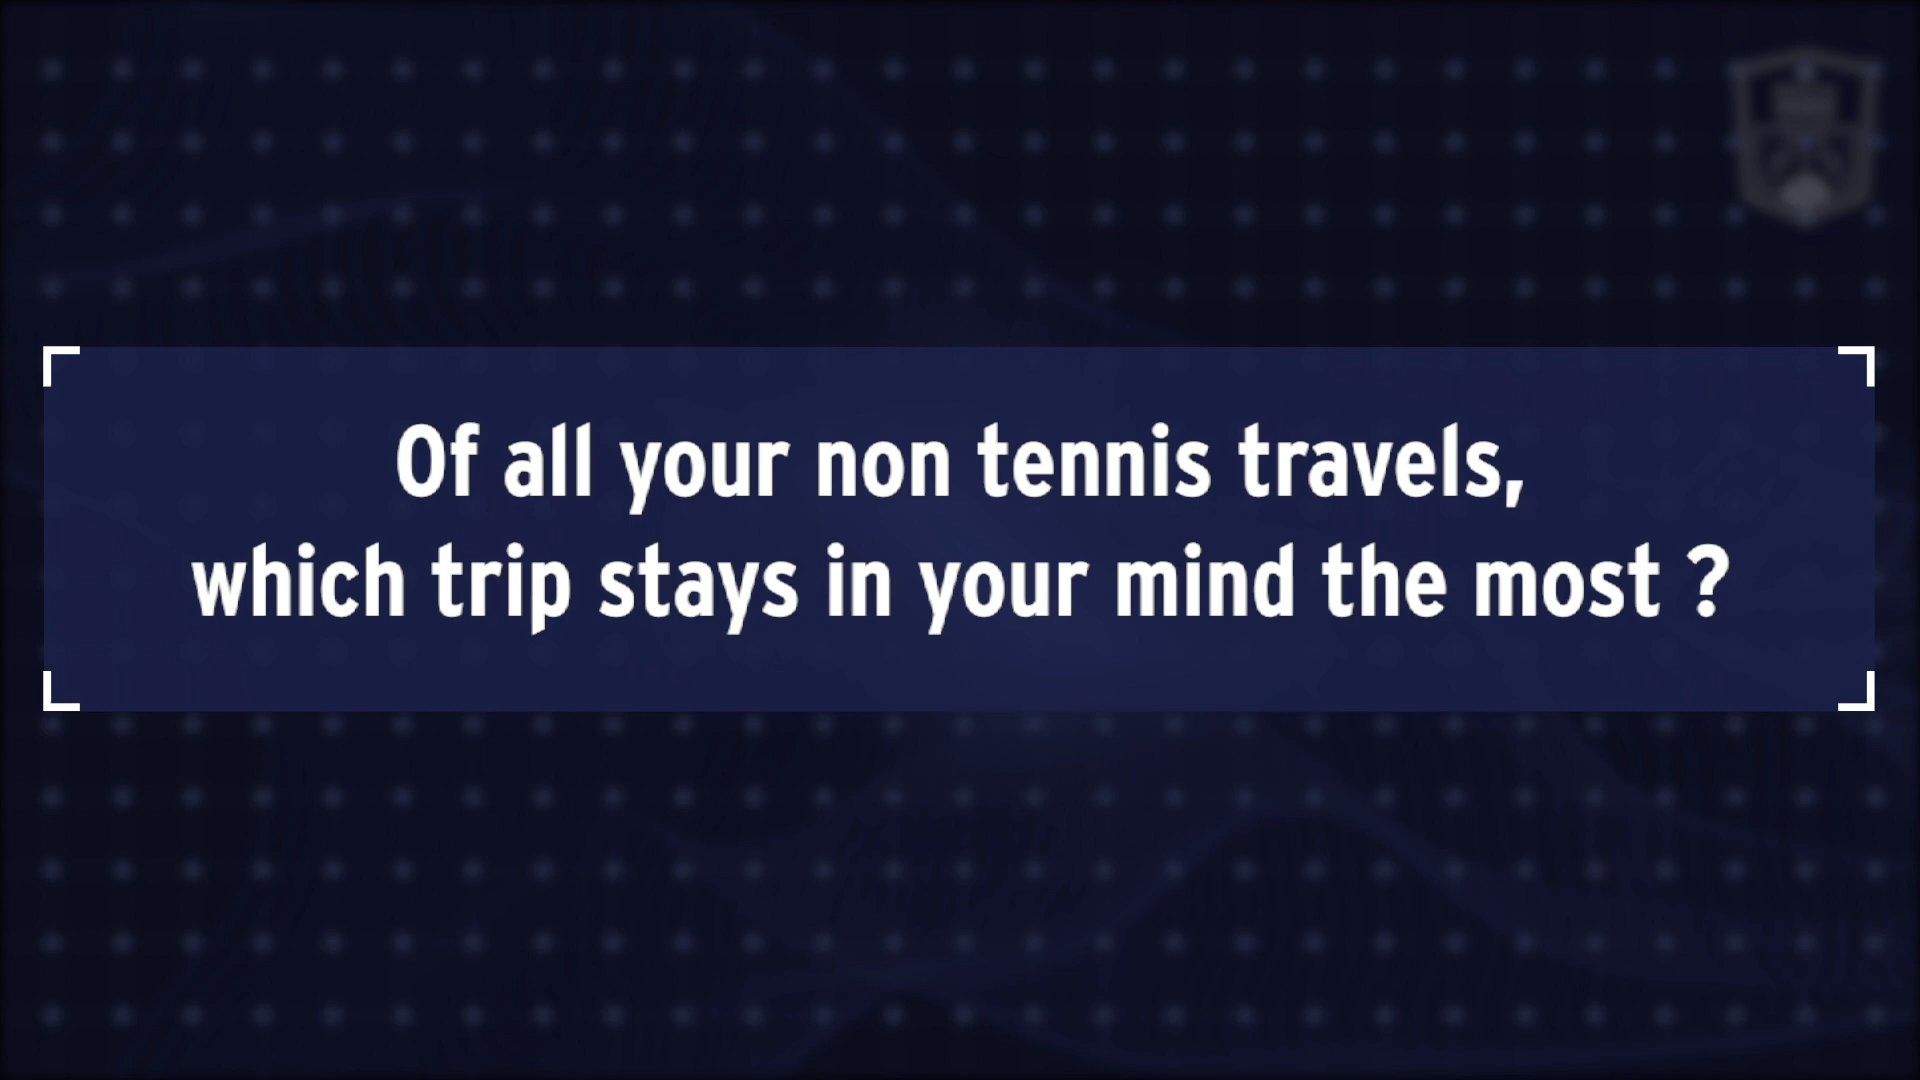 Of all your non tennis travels,
which trip stays in your mind the most ?